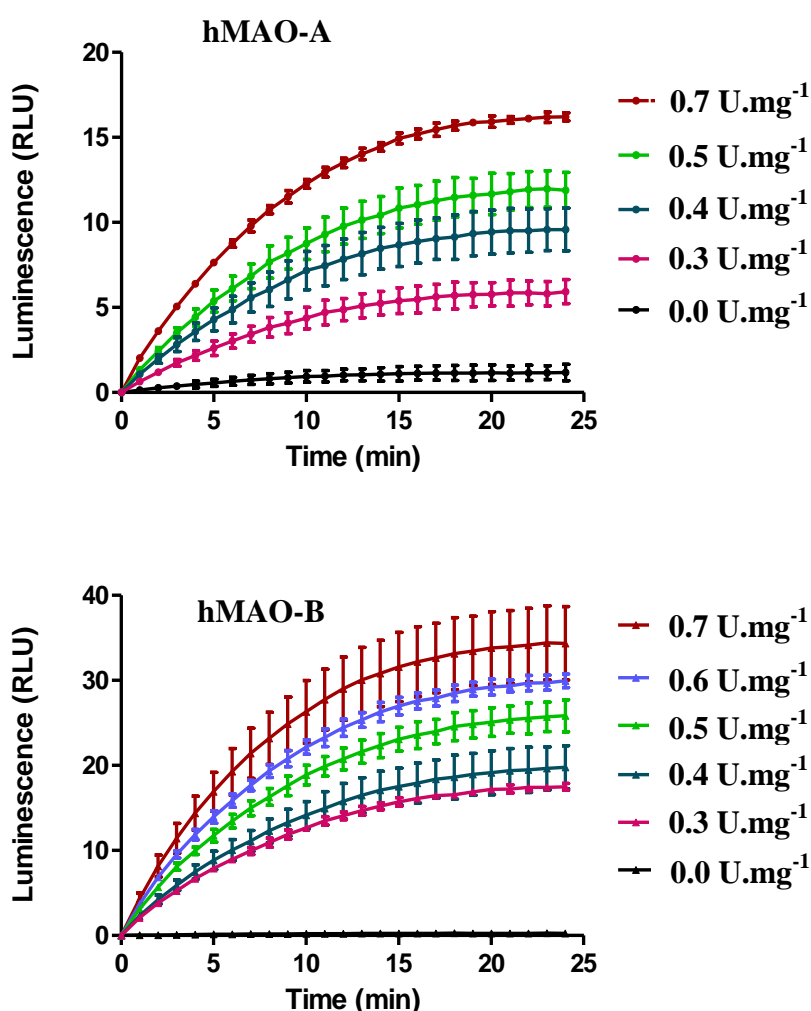 hMAO-A
Luminescence (RLU)
20
15
10
5
0
0 5 10 15 20 25
Time (min)
0.7 U.mg⁻¹
0.5 U.mg⁻¹
0.4 U.mg⁻¹
0.3 U.mg⁻¹
0.0 U.mg⁻¹
hMAO-B
Luminescence (RLU)
40
30
20
10
0
0 5 10 15 20 25
Time (min)
0.7 U.mg⁻¹
0.6 U.mg⁻¹
0.5 U.mg⁻¹
0.4 U.mg⁻¹
0.3 U.mg⁻¹
0.0 U.mg⁻¹